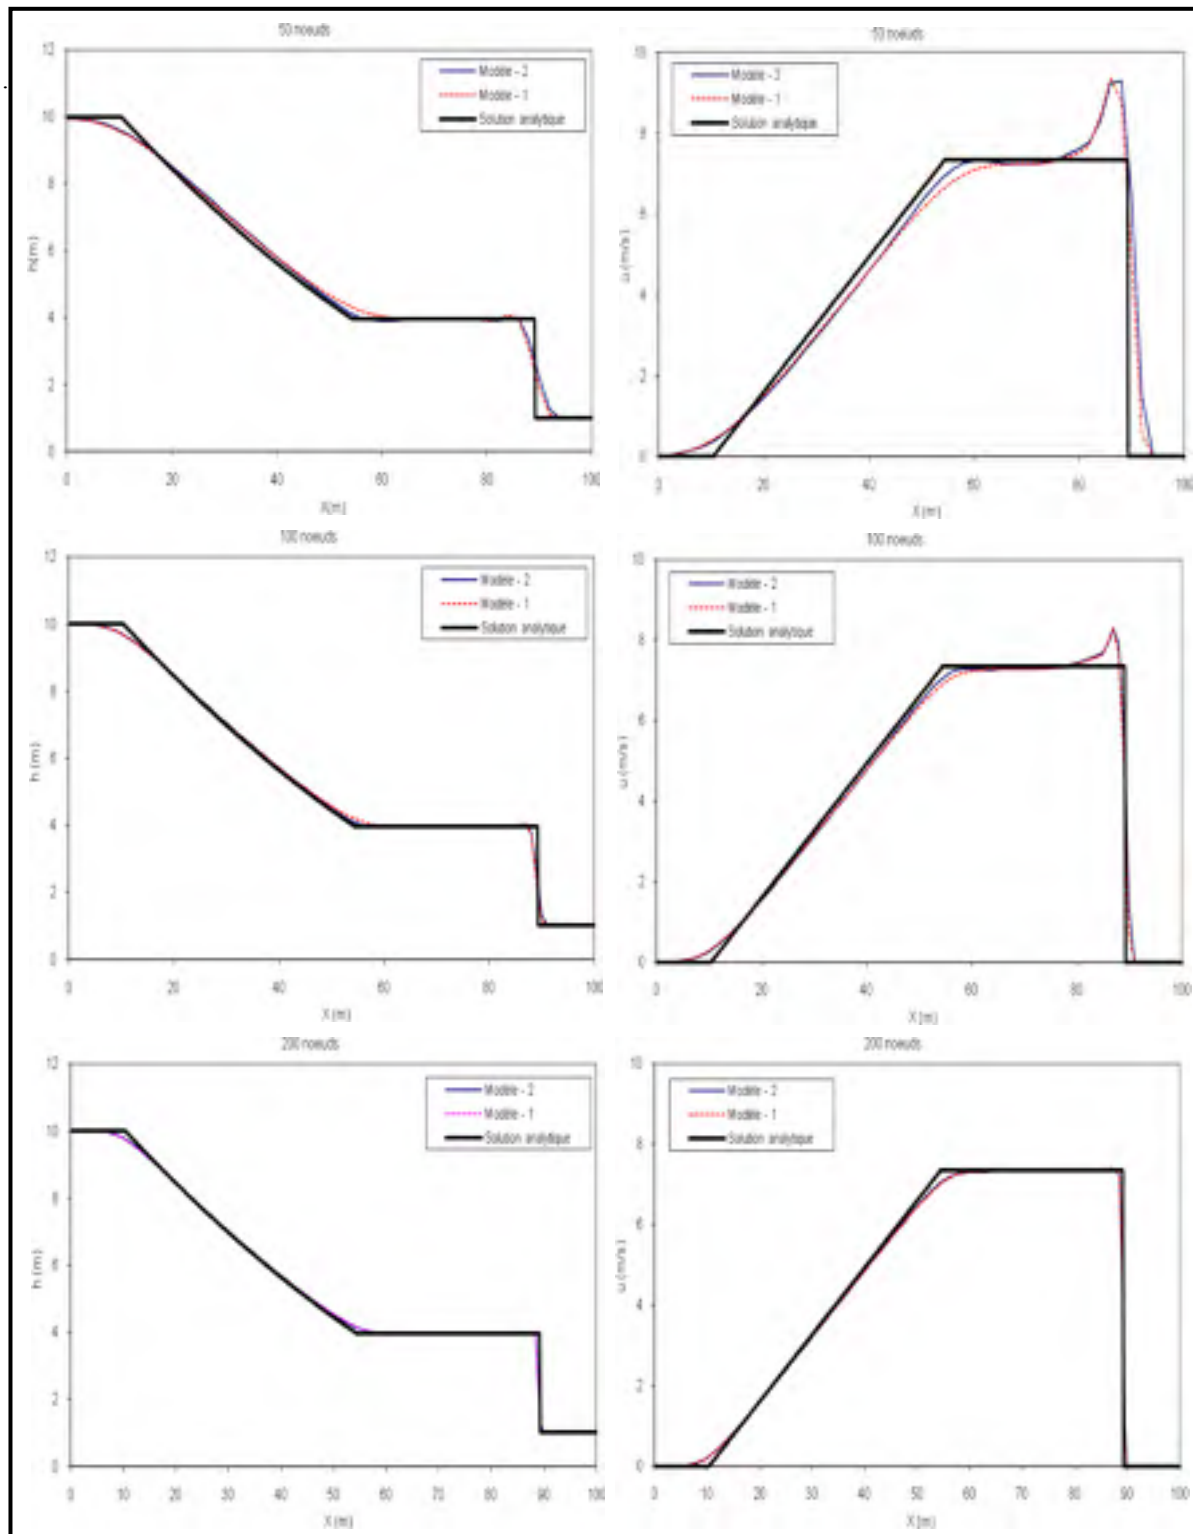 50 noeuds
12
10
8
6
4
2
0
h(m)
Modèle - 2
Modèle - 1
Solution analytique
0 20 40 60 80 100
X(m)
50 noeuds
10
8
6
4
2
0
u (m/s)
Modèle - 2
Modèle - 1
Solution analytique
0 20 40 60 80 100
X (m)
100 noeuds
12
10
8
6
4
2
0
h (m)
Modèle - 2
Modèle - 1
Solution analytique
0 20 40 60 80 100
X (m)
100 noeuds
10
8
6
4
2
0
u (m/s)
Modèle - 2
Modèle - 1
Solution analytique
0 20 40 60 80 100
X (m)
200 noeuds
12
10
8
6
4
2
0
h (m)
Modèle - 2
Modèle - 1
Solution analytique
0 10 20 30 40 50 60 70 80 90 100
X (m)
200 noeuds
10
8
6
4
2
0
u (m/s)
Modèle - 2
Modèle - 1
Solution analytique
0 10 20 30 40 50 60 70 80 90 100
X (m)